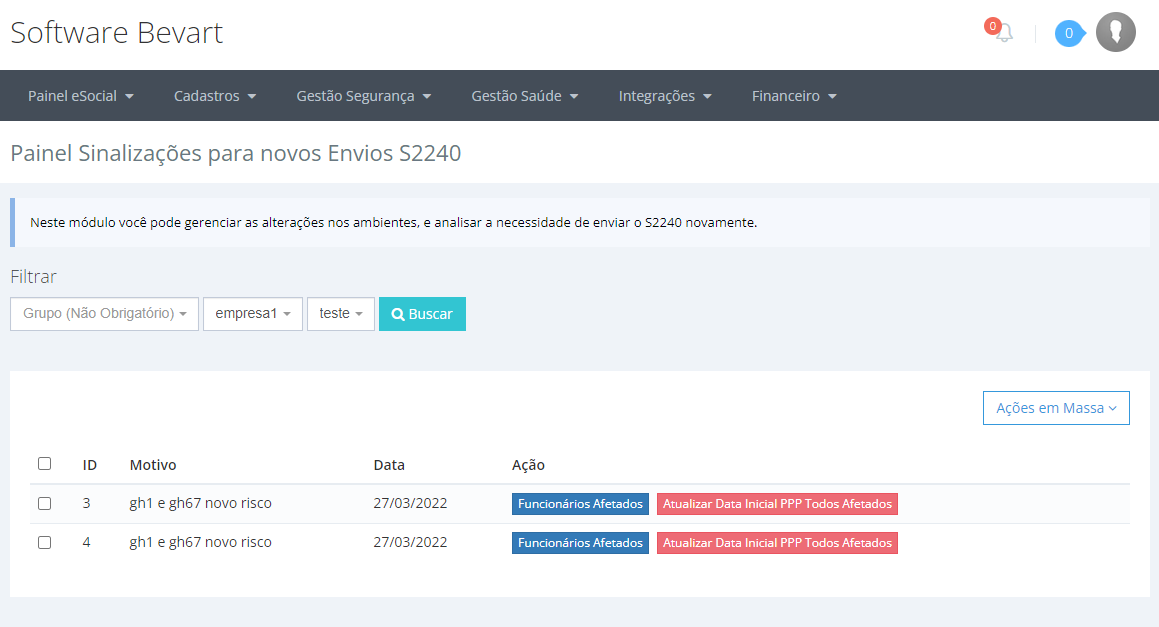 Software Bevart
0
0
Painel eSocial Cadastros Gestão Segurança Gestão Saúde Integrações Financeiro
Painel Sinalizações para novos Envios S2240
Neste módulo você pode gerenciar as alterações nos ambientes, e analisar a necessidade de enviar o S2240 novamente.
Filtrar
Grupo (Não Obrigatório) empresa1 teste Buscar
Ações em Massa
ID Motivo Data Ação
3 gh1 e gh67 novo risco 27/03/2022 Funcionários Afetados Atualizar Data Inicial PPP Todos Afetados
4 gh1 e gh67 novo risco 27/03/2022 Funcionários Afetados Atualizar Data Inicial PPP Todos Afetados